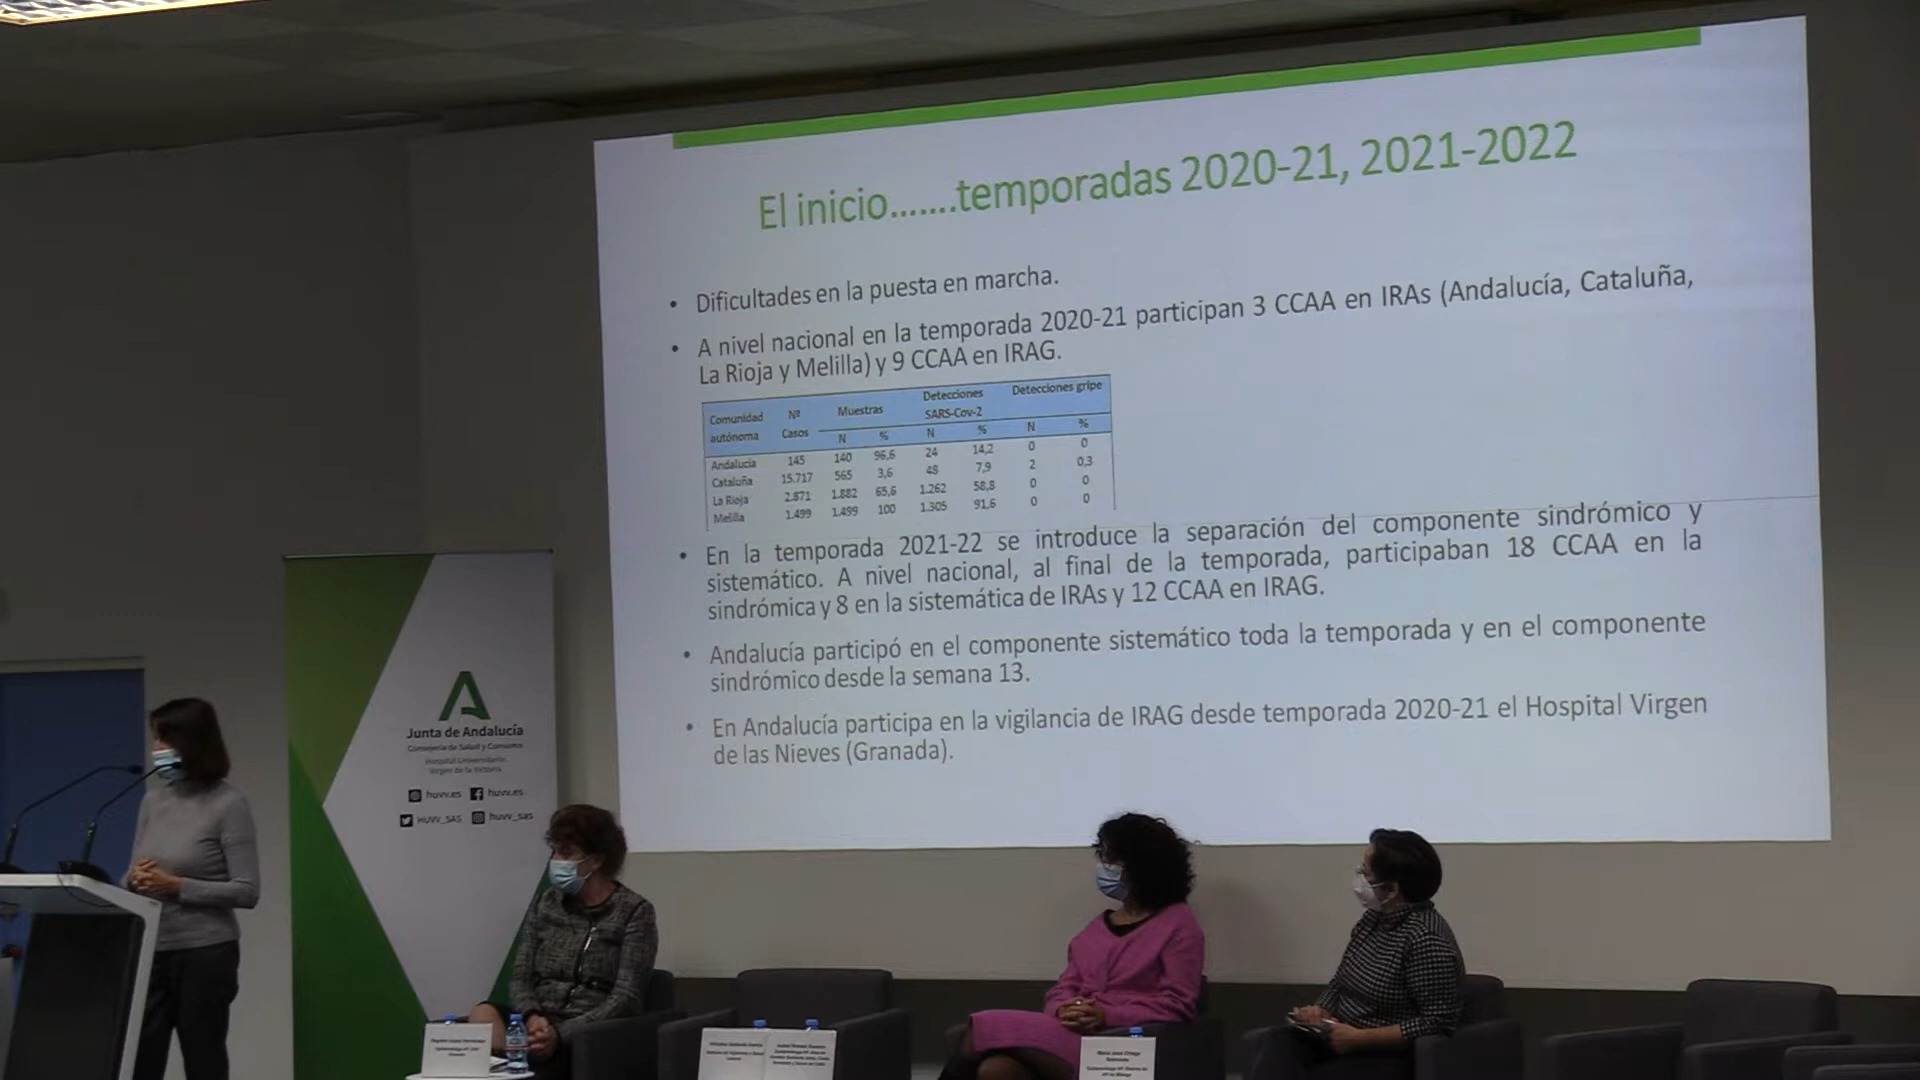 El inicio.......temporadas 2020-21, 2021-2022
• Dificultades en la puesta en marcha.
• A nivel nacional en la temporada 2020-21 participan 3 CCAA en IRAs (Andalucía, Cataluña,
La Rioja y Melilla) y 9 CCAA en IRAG.
Comunidad autónoma Nº Casos Muestras Detecciones SARS-Cov-2 Detecciones gripe
N % N % N %
Andalucía 145 140 96,6 24 14,2 0 0
Cataluña 15.717 565 3,6 48 7,9 2 0,3
La Rioja 2.871 1.882 65,6 1.262 58,8 0 0
Melilla 1.499 1.499 100 1.305 91,6 0 0
• En la temporada 2021-22 se introduce la separación del componente sindrómico y
sistemático. A nivel nacional, al final de la temporada, participaban 18 CCAA en la
sindrómica y 8 en la sistemática de IRAs y 12 CCAA en IRAG.
• Andalucía participó en el componente sistemático toda la temporada y en el componente
sindrómico desde la semana 13.
• En Andalucía participa en la vigilancia de IRAG desde temporada 2020-21 el Hospital Virgen
de las Nieves (Granada).
Junta de Andalucía
Consejería de Salud y Consumo
Hospital Universitario
Virgen de la Victoria
huvv.es huvv.es
HUVV_SAS huvv_sas